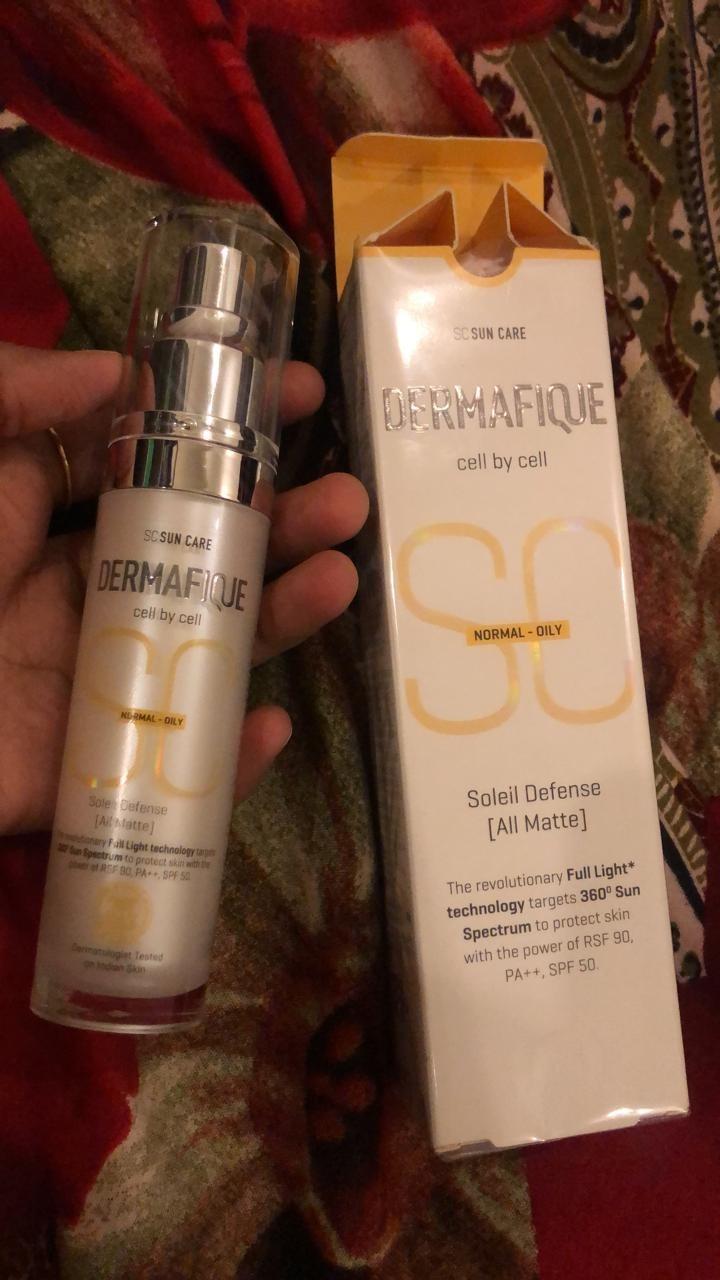 SC SUN CARE
DERMAFIQUE
cell by cell
SC
NORMAL - OILY
Soleil Defense
[All Matte]
The revolutionary Full Light technology targets
360⁰ Sun Spectrum to protect skin with the
power of RSF 90, PA++, SPF 50.
Dermatologist Tested
on Indian Skin
SC SUN CARE
DERMAFIQUE
cell by cell
SC
NORMAL - OILY
Soleil Defense
[All Matte]
The revolutionary Full Light*
technology targets 360⁰ Sun
Spectrum to protect skin
with the power of RSF 90,
PA++, SPF 50.